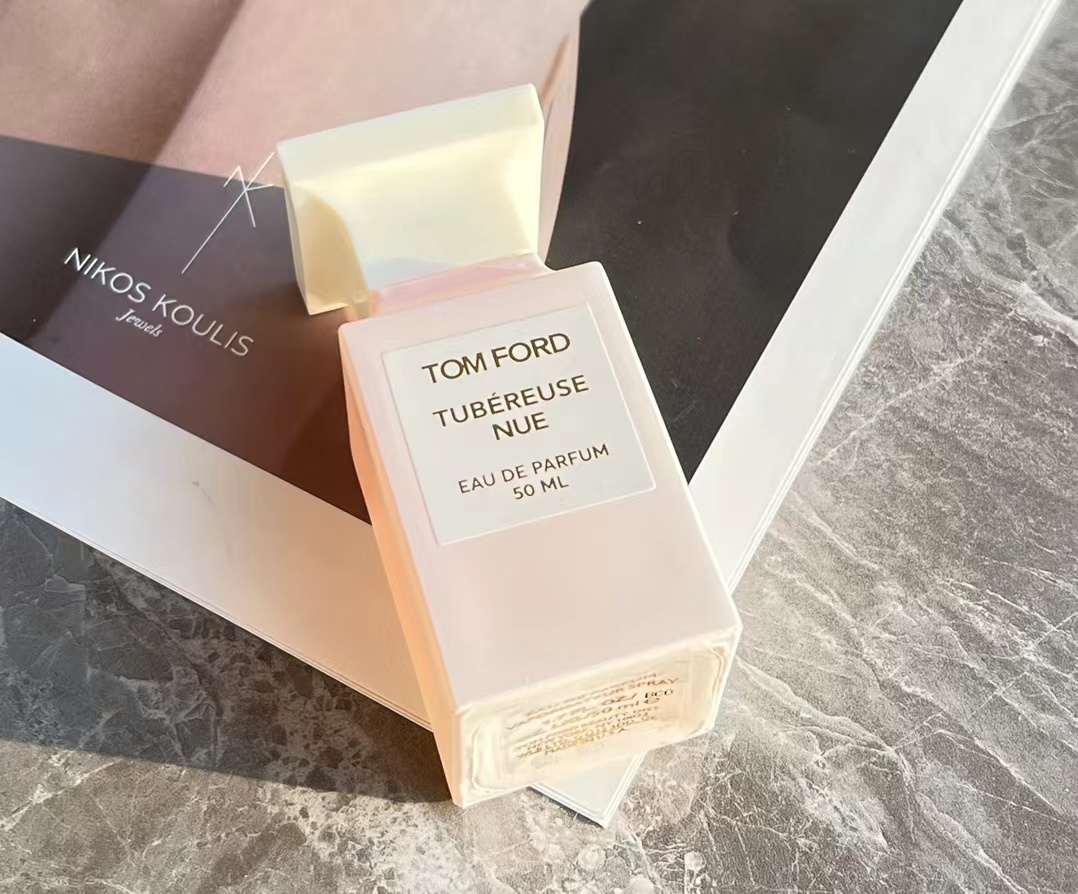 NIKOS KOULIS
Jewels
TOM FORD
TUBÉREUSE
NUE
EAU DE PARFUM
50 ML